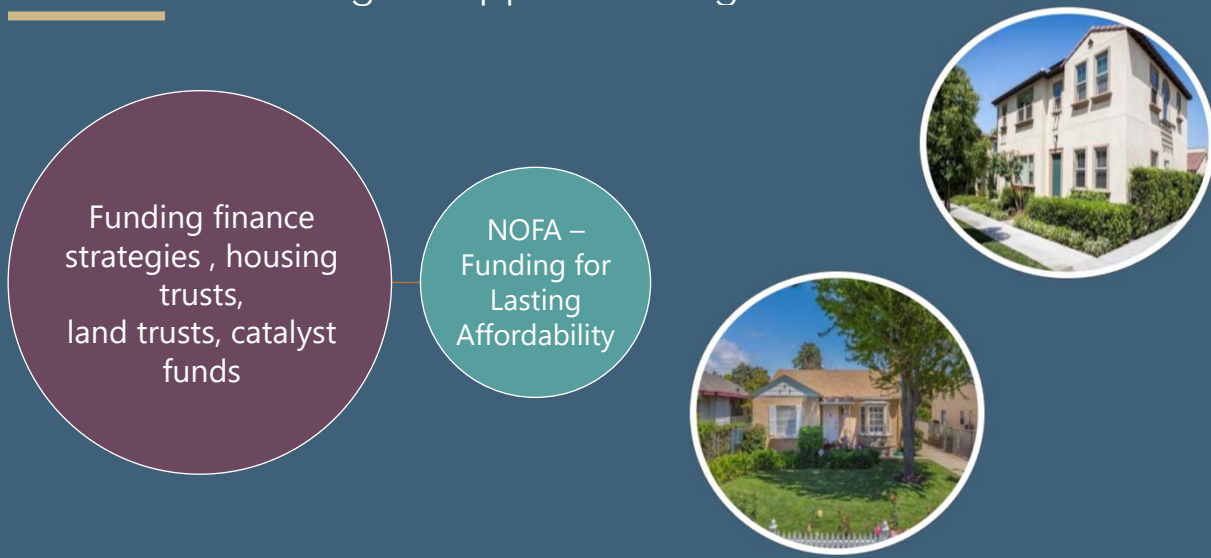 Funding finance
strategies , housing
trusts,
land trusts, catalyst
funds
NOFA –
Funding for
Lasting
Affordability